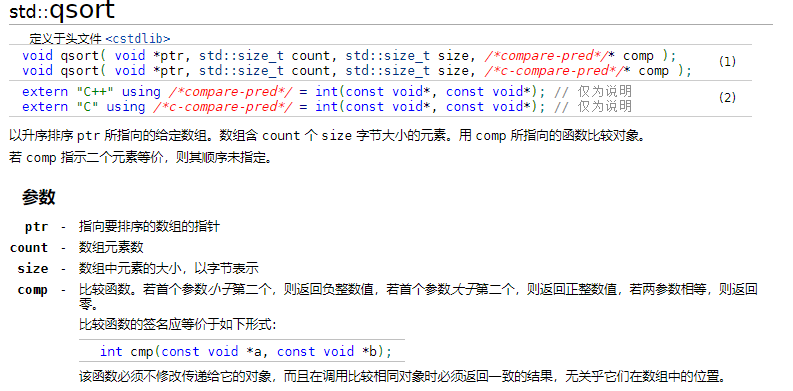 std::qsort
定义于头文件 <cstdlib>
void qsort( void *ptr, std::size_t count, std::size_t size, /*compare-pred*/* comp ); (1)
void qsort( void *ptr, std::size_t count, std::size_t size, /*c-compare-pred*/* comp );
extern "C++" using /*compare-pred*/ = int(const void*, const void*); // 仅为说明 (2)
extern "C" using /*c-compare-pred*/ = int(const void*, const void*); // 仅为说明
以升序排序 ptr 所指向的给定数组。数组含 count 个 size 字节大小的元素。用 comp 所指向的函数比较对象。
若 comp 指示二个元素等价，则其顺序未指定。
参数
ptr - 指向要排序的数组的指针
count - 数组元素数
size - 数组中元素的大小，以字节表示
comp - 比较函数。若首个参数小于第二个，则返回负整数值，若首个参数大于第二个，则返回正整数值，若两参数相等，则返回
零。
比较函数的签名应等价于如下形式：
int cmp(const void *a, const void *b);
该函数必须不修改传递给它的对象，而且在调用比较相同对象时必须返回一致的结果，无关乎它们在数组中的位置。